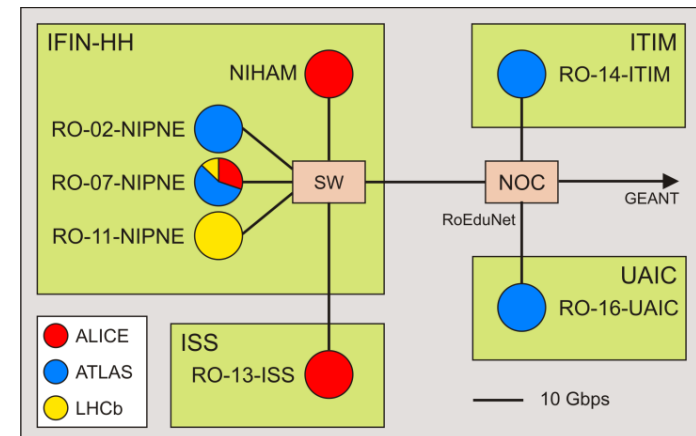 IFIN-HH
NIHAM
RO-02-NIPNE
RO-07-NIPNE
RO-11-NIPNE
SW
ITIM
RO-14-ITIM
NOC
GEANT
RoEduNet
UAIC
RO-16-UAIC
ISS
RO-13-ISS
ALICE
ATLAS
LHCb
10 Gbps